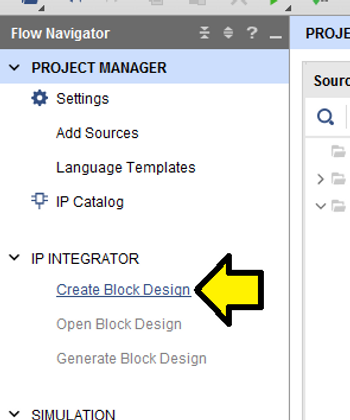 Flow Navigator
?
PROJE
PROJECT MANAGER
Sourc
Settings
Add Sources
Language Templates
IP Catalog
IP INTEGRATOR
Create Block Design
Open Block Design
Generate Block Design
SIMULATION